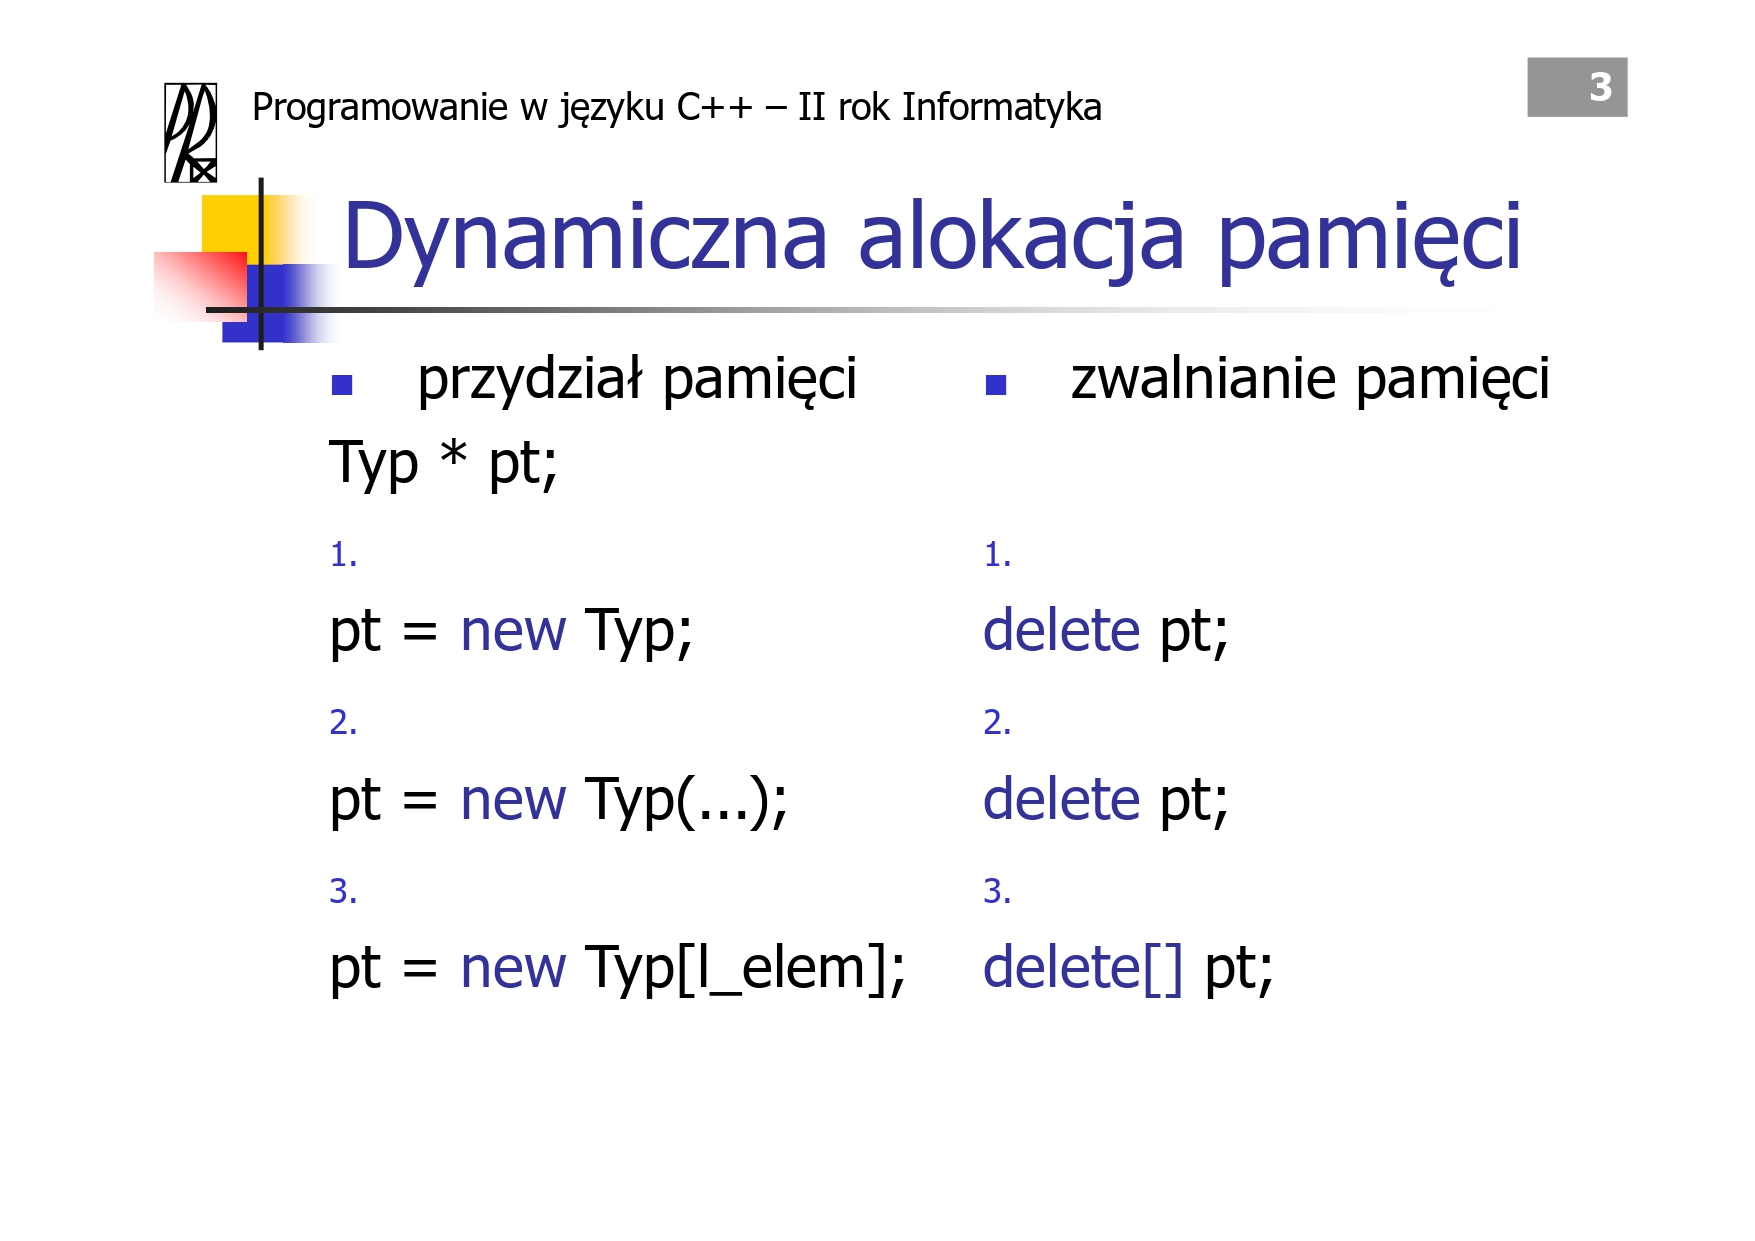 Programowanie w języku C++ – II rok Informatyka
3
Dynamiczna alokacja pamięci
przydział pamięci
Typ * pt;
1.
pt = new Typ;
2.
pt = new Typ(...);
3.
pt = new Typ[l_elem];
zwalnianie pamięci
1.
delete pt;
2.
delete pt;
3.
delete[] pt;